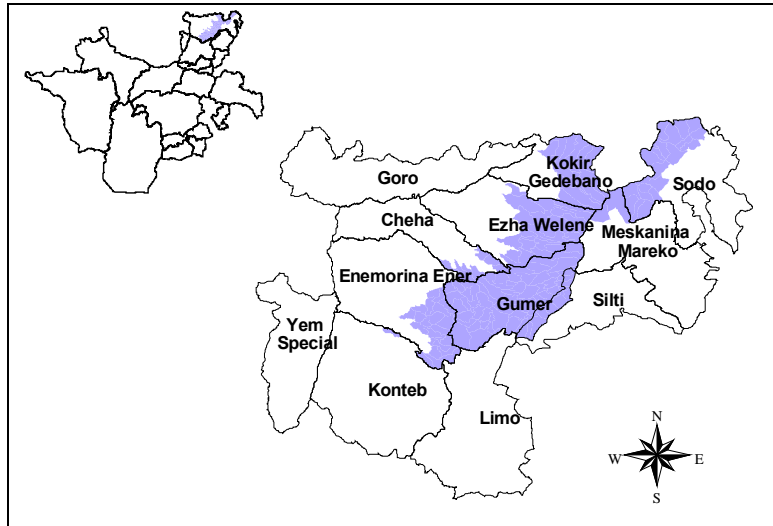 Kokir
Gedebano
Goro
Sodo
Cheha
Ezha Welene
Meskanina
Mareko
Enemorina Ener
Gumer
Silti
Yem
Special
Konteb
Limo
N
W
E
S